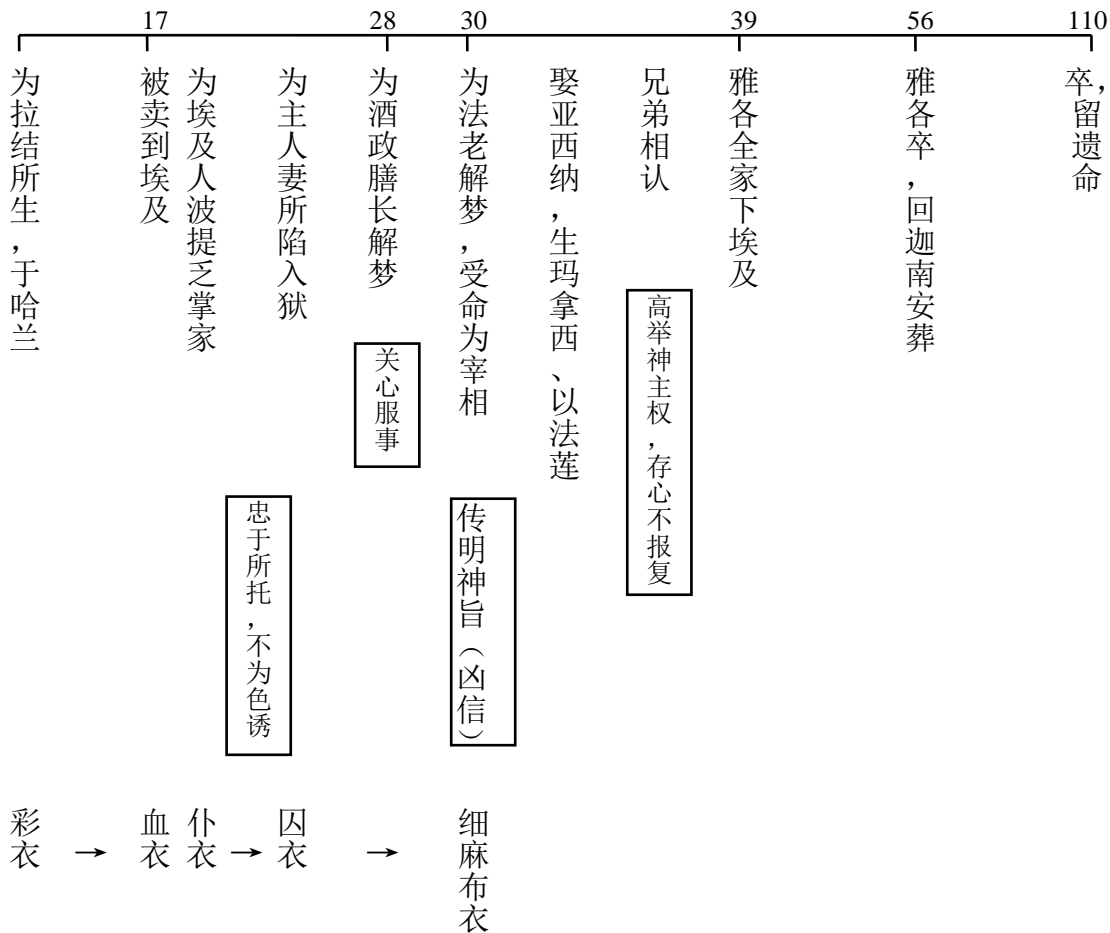 17 28 30 39 56 110
为拉结所生，于哈兰
被卖到埃及
为埃及人波提乏掌家
为主人妻所陷入狱
为酒政膳长解梦
为法老解梦，受命为宰相
娶亚西纳，生玛拿西、以法莲
兄弟相认
雅各全家下埃及
雅各卒，回迦南安葬
卒，留遗命
忠于所托，不为色诱
关心服事
传明神旨（凶信）
高举神主权，存心不报复
彩衣 → 血衣 仆衣 → 囚衣 → 细麻布衣